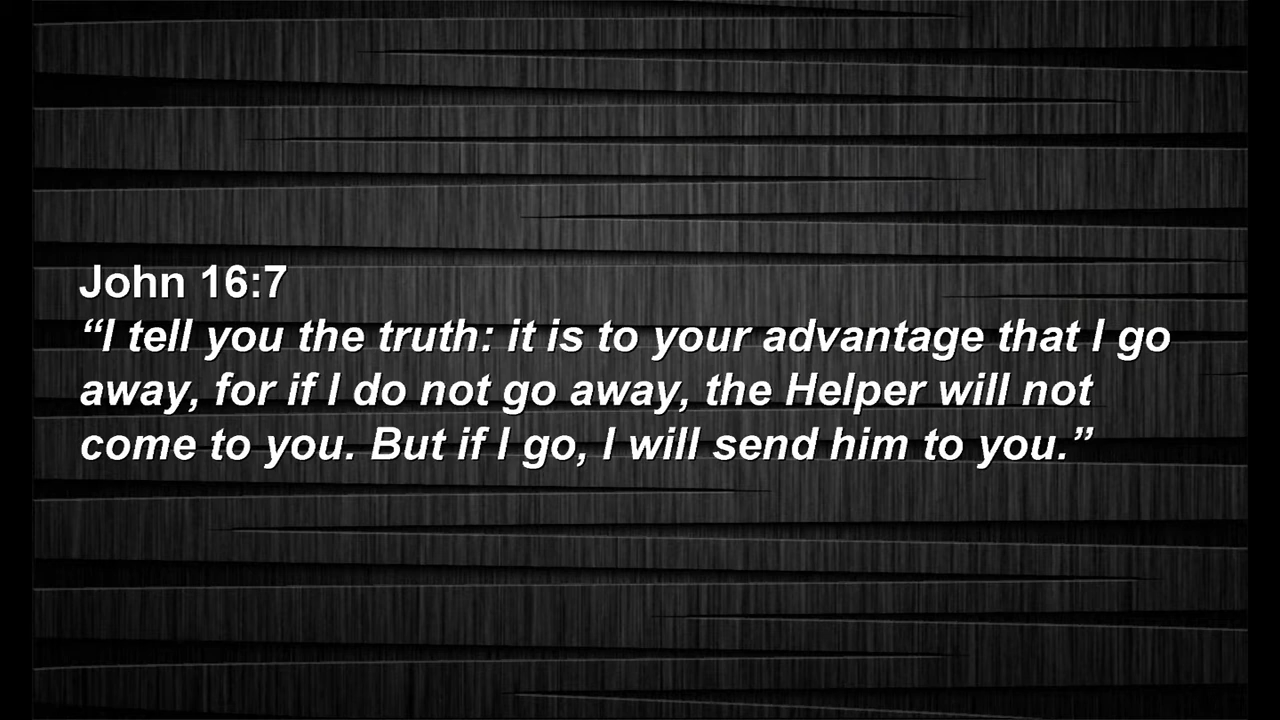 John 16:7
“I tell you the truth: it is to your advantage that I go
away, for if I do not go away, the Helper will not
come to you. But if I go, I will send him to you.”